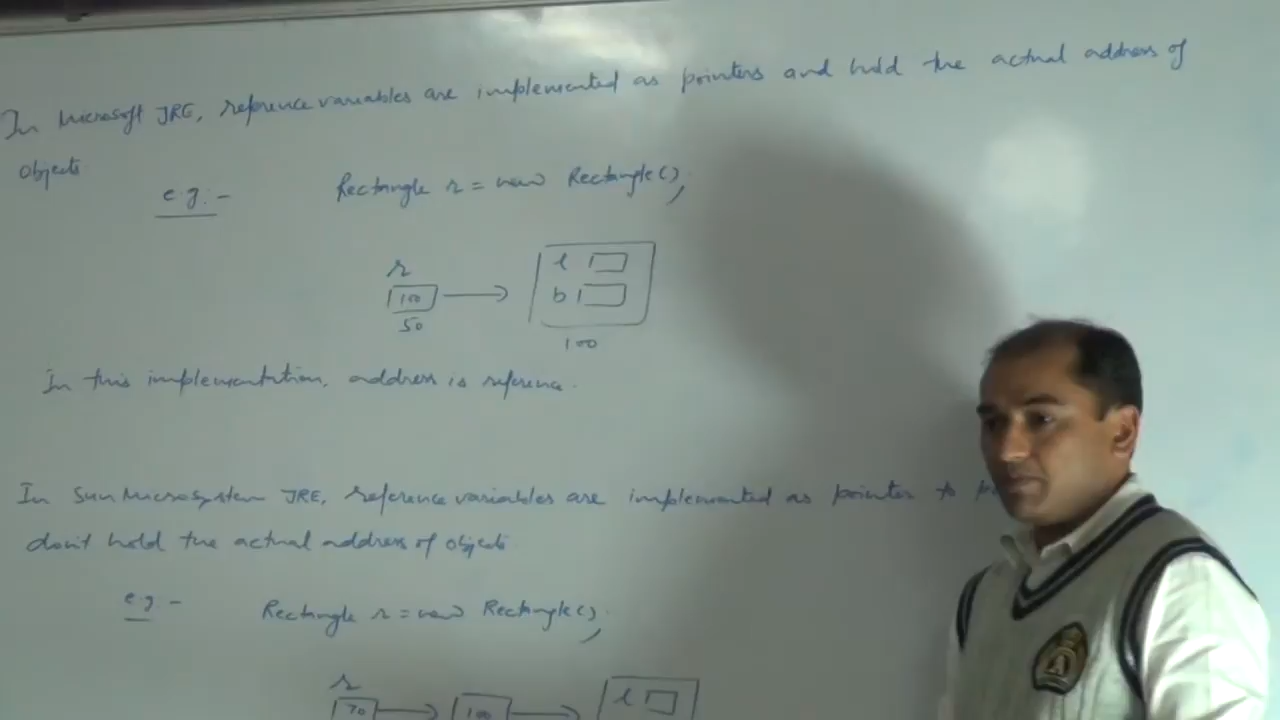 In Microsoft JRE, reference variables are implemented as pointers and hold the actual address of
objects
e.g:- Rectangle r = new Rectangle();
r
100
50
l
b
100
In this implementation, address is reference.
In Sun Microsystem JRE, reference variables are implemented as pointer to
don't hold the actual address of objects
e.g - Rectangle r = new Rectangle();
r
70
100
l
A